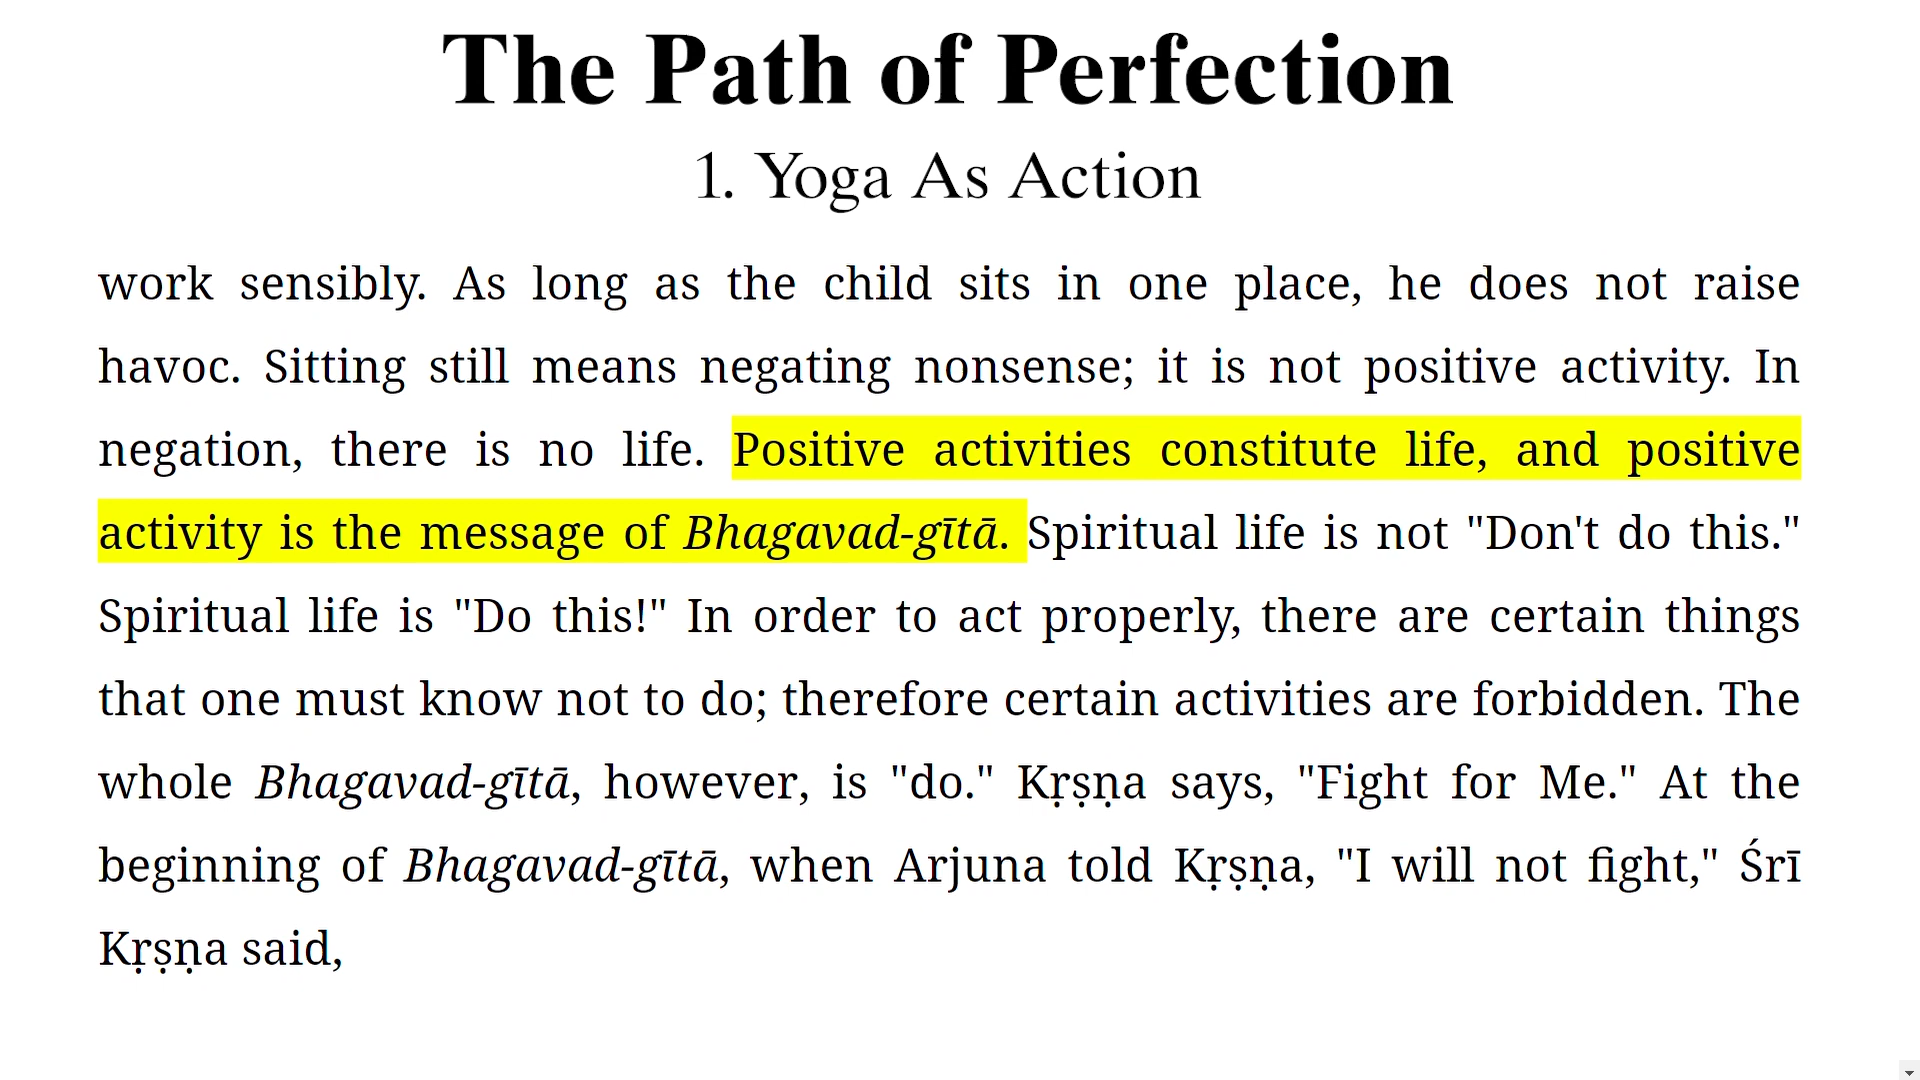 The Path of Perfection
1. Yoga As Action
work sensibly. As long as the child sits in one place, he does not raise
havoc. Sitting still means negating nonsense; it is not positive activity. In
negation, there is no life. Positive activities constitute life, and positive
activity is the message of Bhagavad-gītā. Spiritual life is not "Don't do this."
Spiritual life is "Do this!" In order to act properly, there are certain things
that one must know not to do; therefore certain activities are forbidden. The
whole Bhagavad-gītā, however, is "do." Kṛṣṇa says, "Fight for Me." At the
beginning of Bhagavad-gītā, when Arjuna told Kṛṣṇa, "I will not fight," Śrī
Kṛṣṇa said,